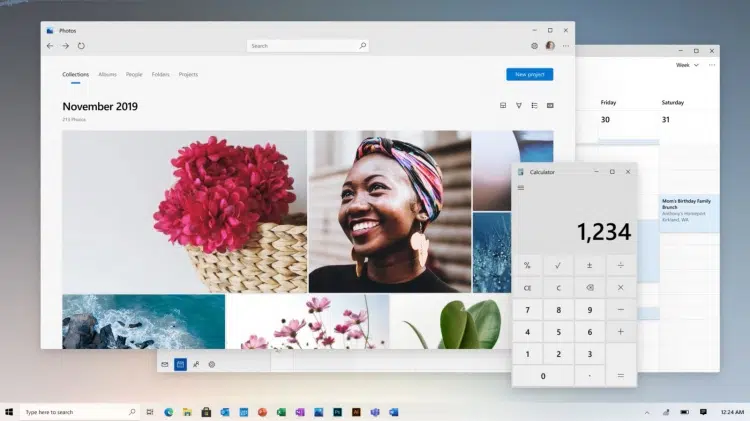 Photos
Search
Collections Albums People Folders Projects
New project
November 2019
215 Photos
Week
Friday Saturday
30 31
Mom's Birthday Family
Brunch
Anthony's Homeport
Kirkland, WA
Calculator
1,234
% √ ± ÷
CE C ×
7 8 9 −
4 5 6 +
1 2 3
0 . =
Type here to search
12:24 AM